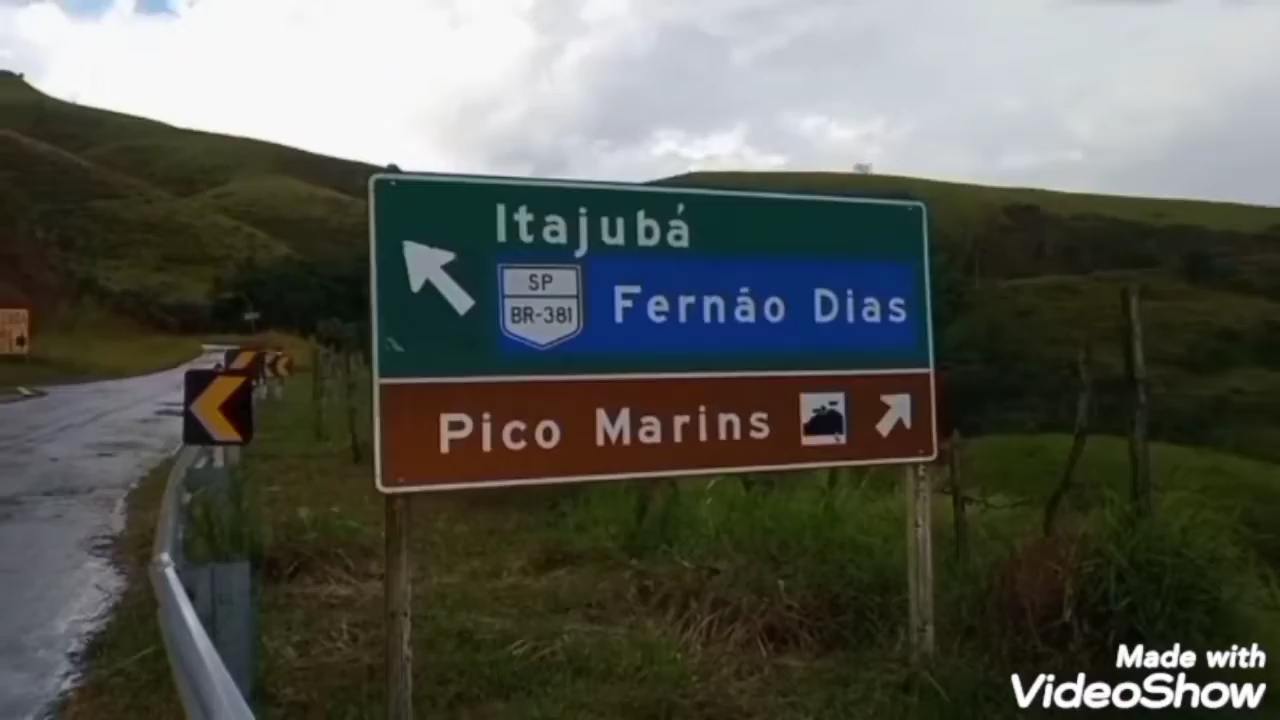 Itajubá
SP
BR-381
Fernão Dias
Pico Marins
Made with
VideoShow